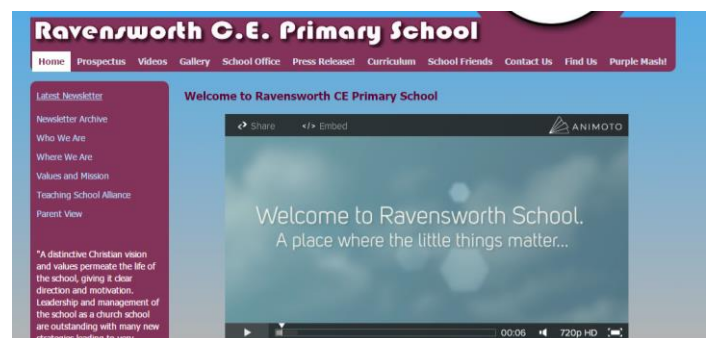 Ravensworth C.E. Primary School
Home Prospectus Videos Gallery School Office Press Release! Curriculum School Friends Contact Us Find Us Purple Mash!
Latest Newsletter
Newsletter Archive
Who We Are
Where We Are
Values and Mission
Teaching School Alliance
Parent View
"A distinctive Christian vision
and values permeate the life of
the school, giving it clear
direction and motivation.
Leadership and management of
the school as a church school
are outstanding with many new
strategies leading to very
Welcome to Ravensworth CE Primary School
Share </> Embed ANIMOTO
Welcome to Ravensworth School.
A place where the little things matter...
00:06 720p HD